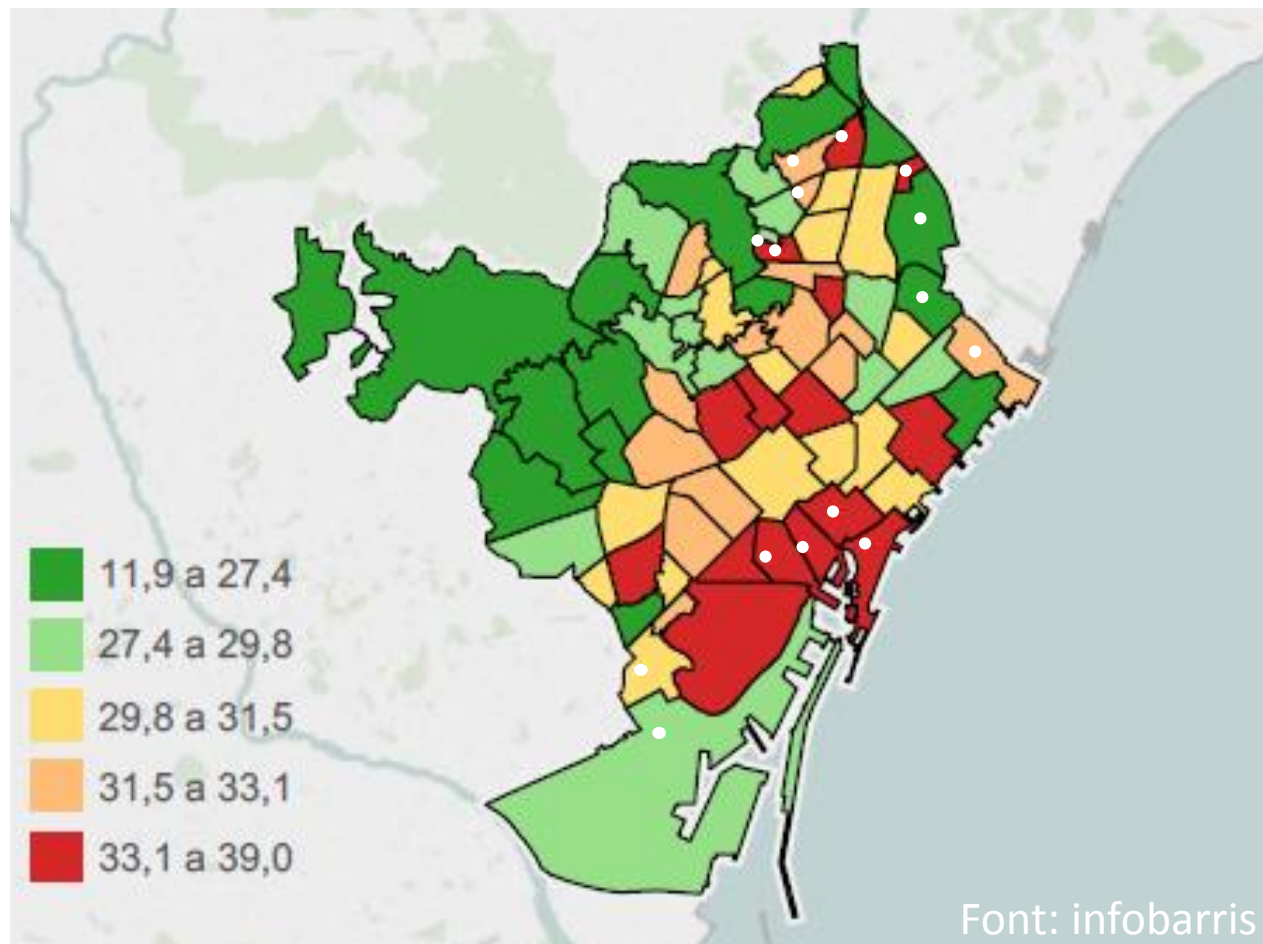 11,9 a 27,4
27,4 a 29,8
29,8 a 31,5
31,5 a 33,1
33,1 a 39,0
Font: infobarris